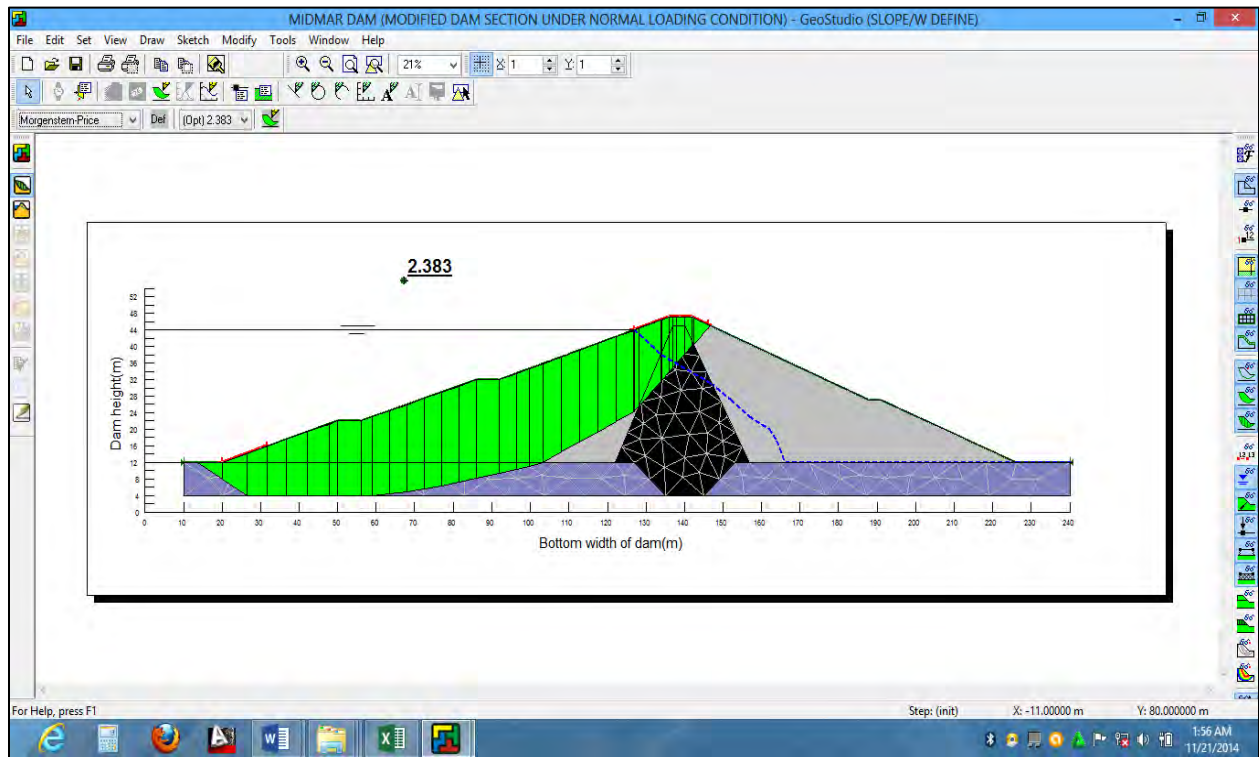 MIDMAR DAM (MODIFIED DAM SECTION UNDER NORMAL LOADING CONDITION) - GeoStudio (SLOPE/W DEFINE)
File Edit Set View Draw Sketch Modify Tools Window Help
21% X 1 Y 1
Morgenstern-Price Def (Opt) 2.383
2.383
52
44
40
36
32
28
24
20
16
12
8
4
0
Dam height(m)
0 10 20 30 40 50 60 70 80 90 100 110 120 130 140 150 160 170 180 190 200 210 220 230 240
Bottom width of dam(m)
For Help, press F1 Step: (init) X: -11.00000 m Y: 80.000000 m
1:56 AM
11/21/2014